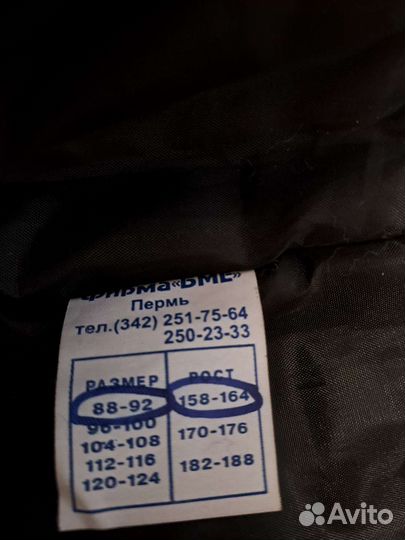 Фирма «БМЕ»
Пермь
тел.(342) 251-75-64
250-23-33
РАЗМЕР РОСТ
88-92 158-164
96-100 170-176
104-108
112-116 182-188
120-124
Avito